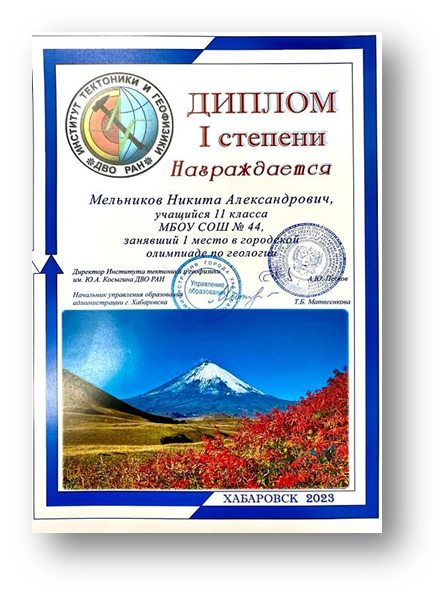 ИНСТИТУТ ТЕКТОНИКИ И ГЕОФИЗИКИ
ДВО РАН
ДИПЛОМ
I степени
Награждается
Мельников Никита Александрович,
учащийся 11 класса
МБОУ СОШ № 44,
занявший 1 место в городской
олимпиаде по геологии
Директор Института тектоники и геофизики
им. Ю.А. Косыгина ДВО РАН
А.Ю. Песков
Начальник управления образования
администрации г. Хабаровска
Т.Б. Матвеенкова
Управление
образования
ХАБАРОВСК 2023